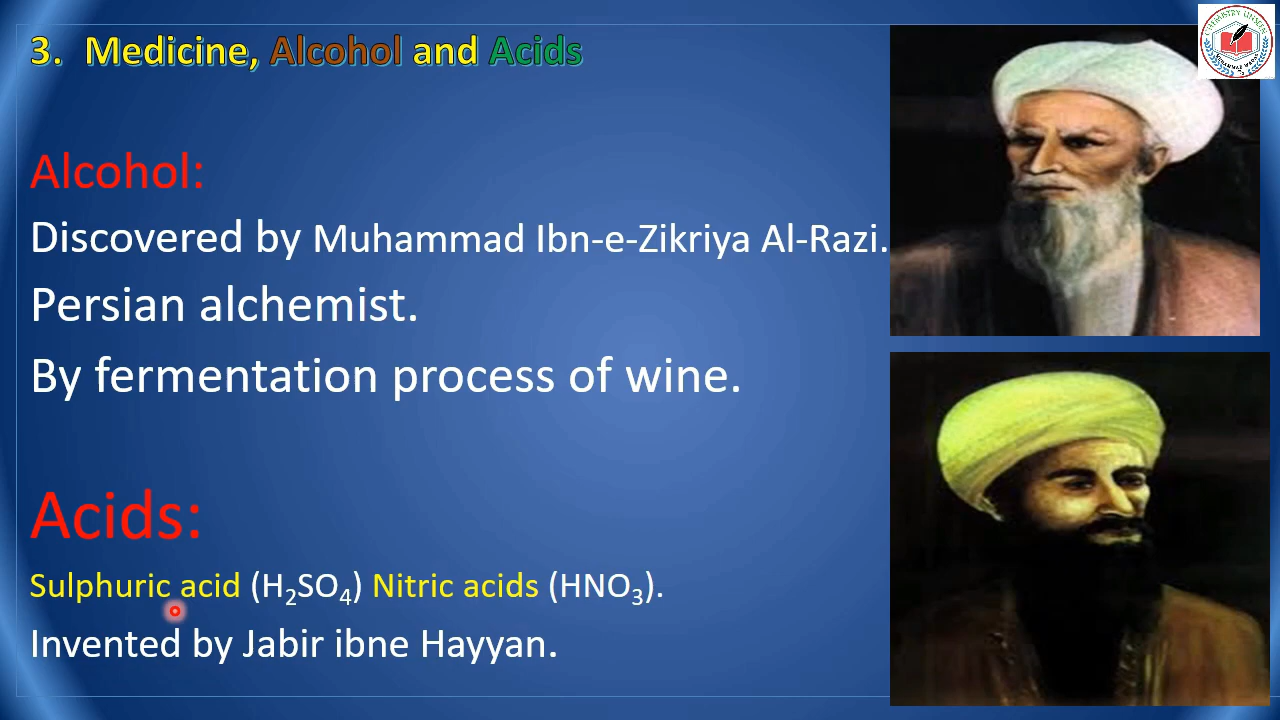 3. Medicine, Alcohol and Acids
Alcohol:
Discovered by Muhammad Ibn-e-Zikriya Al-Razi.
Persian alchemist.
By fermentation process of wine.
Acids:
Sulphuric acid (H₂SO₄) Nitric acids (HNO₃).
Invented by Jabir ibne Hayyan.